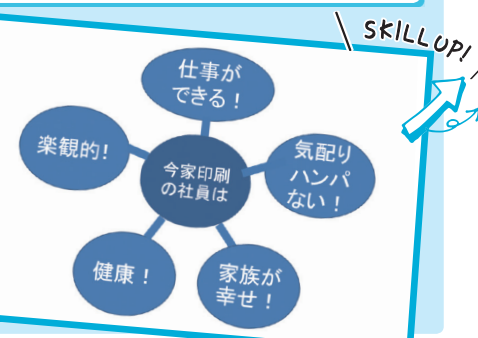 SKILL UP!
仕事が
できる！
楽観的！
今家印刷
の社員は
気配り
ハンパ
ない！
健康！
家族が
幸せ！